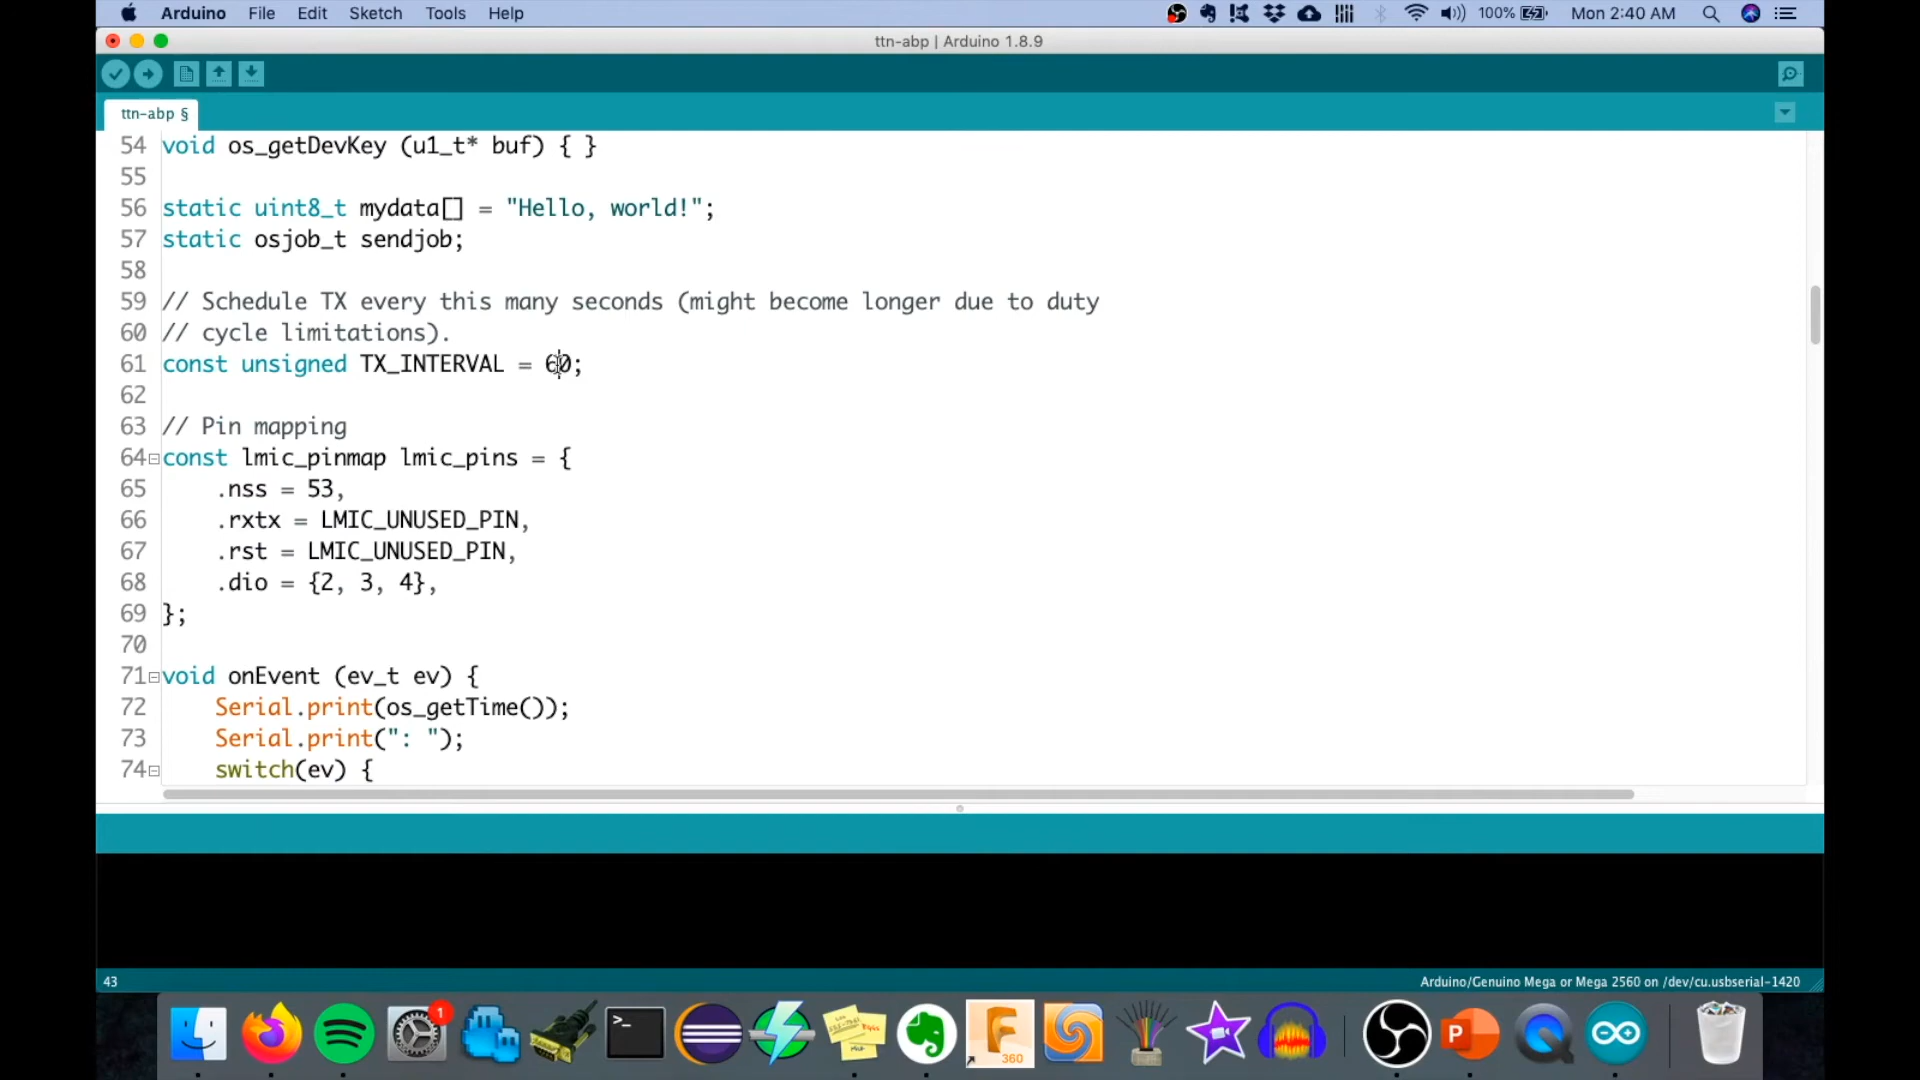 Arduino File Edit Sketch Tools Help 100% Mon 2:40 AM
ttn-abp | Arduino 1.8.9
ttn-abp §
54 void os_getDevKey (u1_t* buf) { }
55
56 static uint8_t mydata[] = "Hello, world!";
57 static osjob_t sendjob;
58
59 // Schedule TX every this many seconds (might become longer due to duty
60 // cycle limitations).
61 const unsigned TX_INTERVAL = 60;
62
63 // Pin mapping
64 const lmic_pinmap lmic_pins = {
65 .nss = 53,
66 .rxtx = LMIC_UNUSED_PIN,
67 .rst = LMIC_UNUSED_PIN,
68 .dio = {2, 3, 4},
69 };
70
71 void onEvent (ev_t ev) {
72 Serial.print(os_getTime());
73 Serial.print(": ");
74 switch(ev) {
43 Arduino/Genuino Mega or Mega 2560 on /dev/cu.usbserial-1420
1
>_
F
360
P